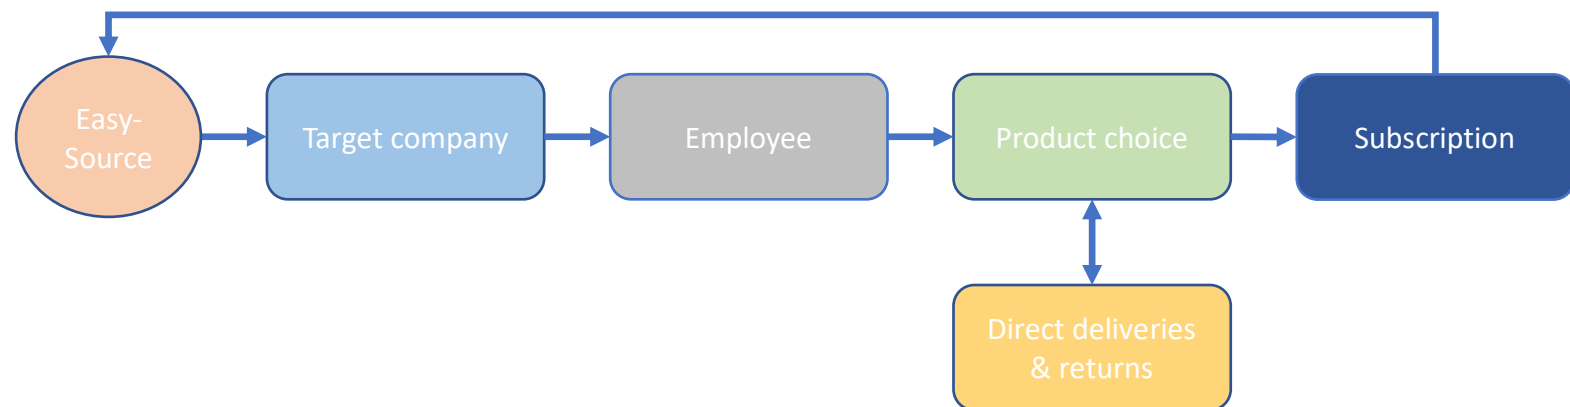 Easy-
Source
Target company
Employee
Product choice
Subscription
Direct deliveries
& returns